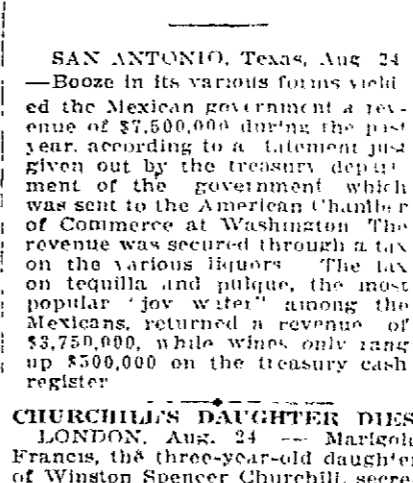 SAN ANTONIO, Texas, Aug 24
—Booze in its various forms yield
ed the Mexican government a rev-
enue of $7,500,000 during the past
year, according to a tatement just
given out by the treasury depart-
ment of the government which
was sent to the American Chamber
of Commerce at Washington The
revenue was secured through a tax
on the various liquors The tax
on tequilla and pulque, the most
popular "joy water" among the
Mexicans, returned a revenue of
$3,750,000, while wines only rang
up $500,000 on the treasury cash
register
CHURCHILL'S DAUGHTER DIES
LONDON, Aug. 24 — Marigold
Francis, the three-year-old daughter
of Winston Spencer Churchill, secre